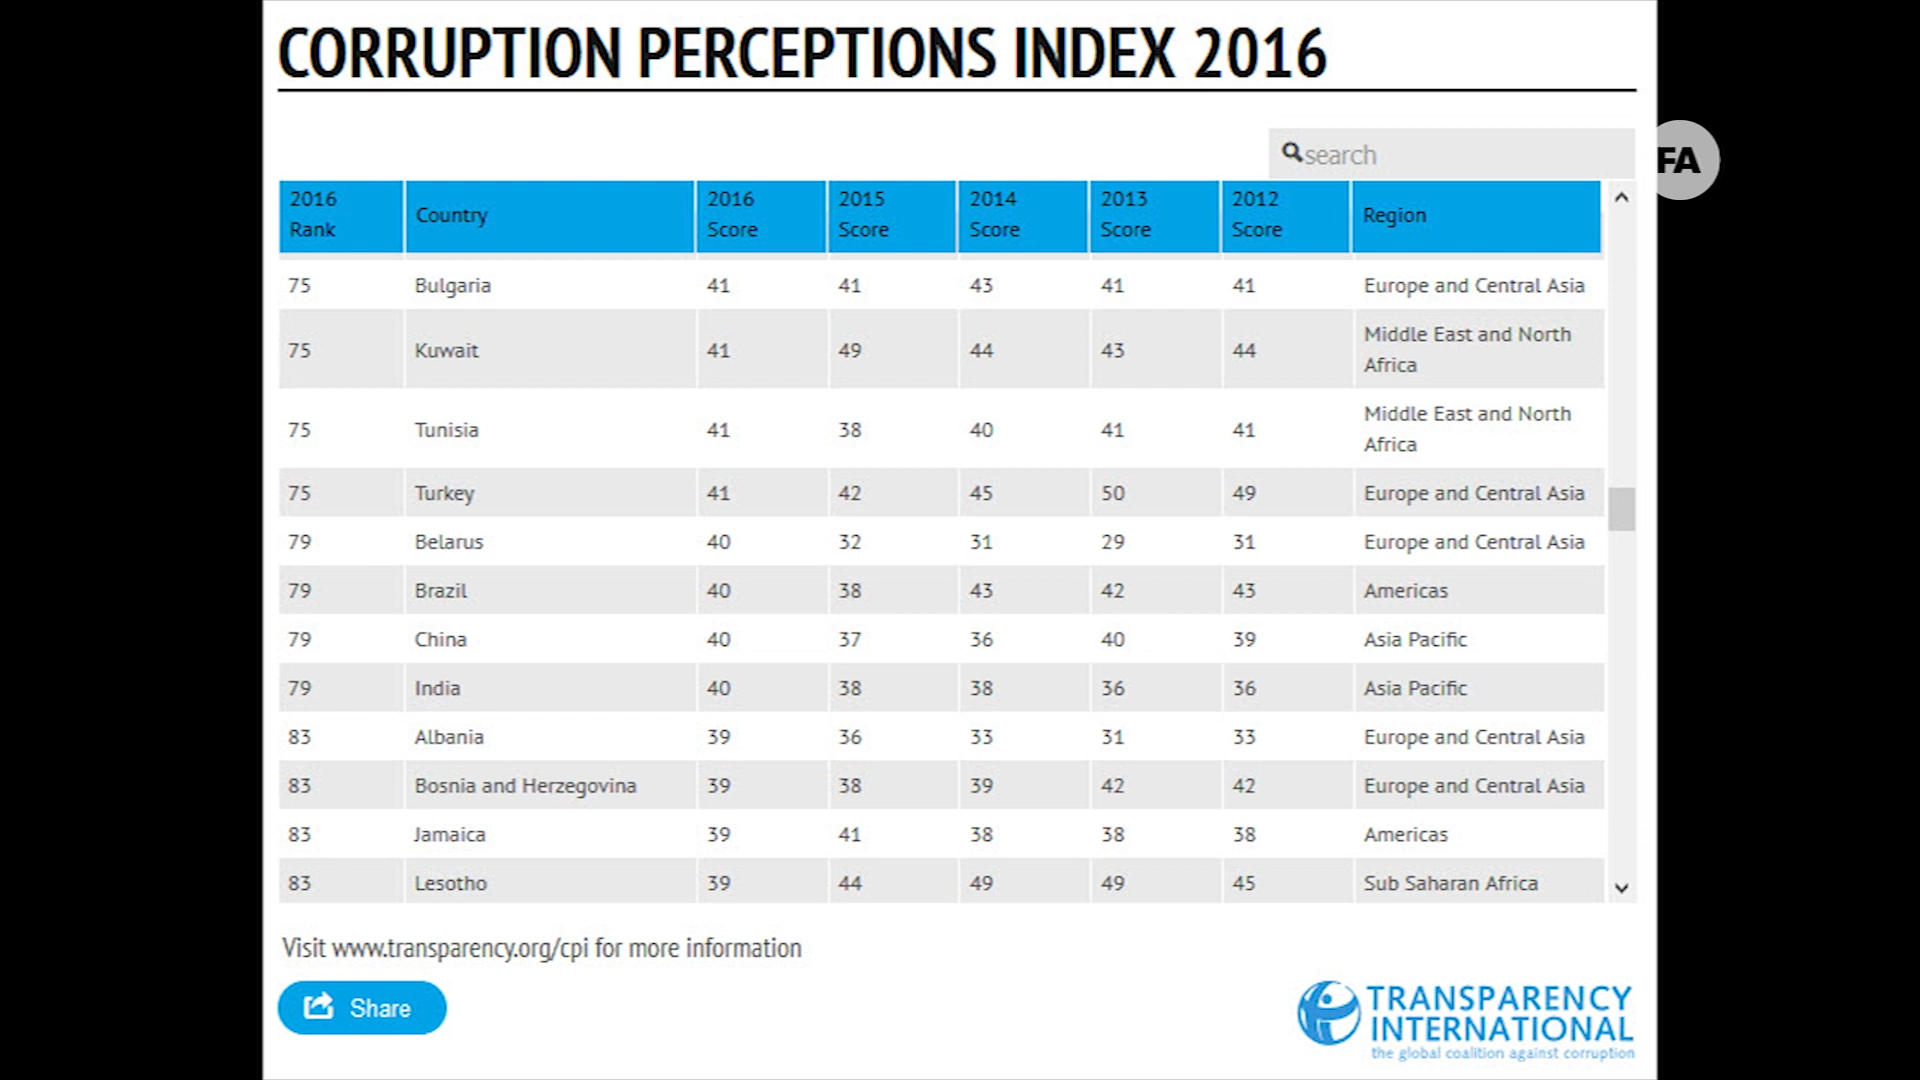 CORRUPTION PERCEPTIONS INDEX 2016
search
FA
2016 Rank Country 2016 Score 2015 Score 2014 Score 2013 Score 2012 Score Region
75 Bulgaria 41 41 43 41 41 Europe and Central Asia
75 Kuwait 41 49 44 43 44 Middle East and North Africa
75 Tunisia 41 38 40 41 41 Middle East and North Africa
75 Turkey 41 42 45 50 49 Europe and Central Asia
79 Belarus 40 32 31 29 31 Europe and Central Asia
79 Brazil 40 38 43 42 43 Americas
79 China 40 37 36 40 39 Asia Pacific
79 India 40 38 38 36 36 Asia Pacific
83 Albania 39 36 33 31 33 Europe and Central Asia
83 Bosnia and Herzegovina 39 38 39 42 42 Europe and Central Asia
83 Jamaica 39 41 38 38 38 Americas
83 Lesotho 39 44 49 49 45 Sub Saharan Africa
Visit www.transparency.org/cpi for more information
Share
TRANSPARENCY
INTERNATIONAL
the global coalition against corruption